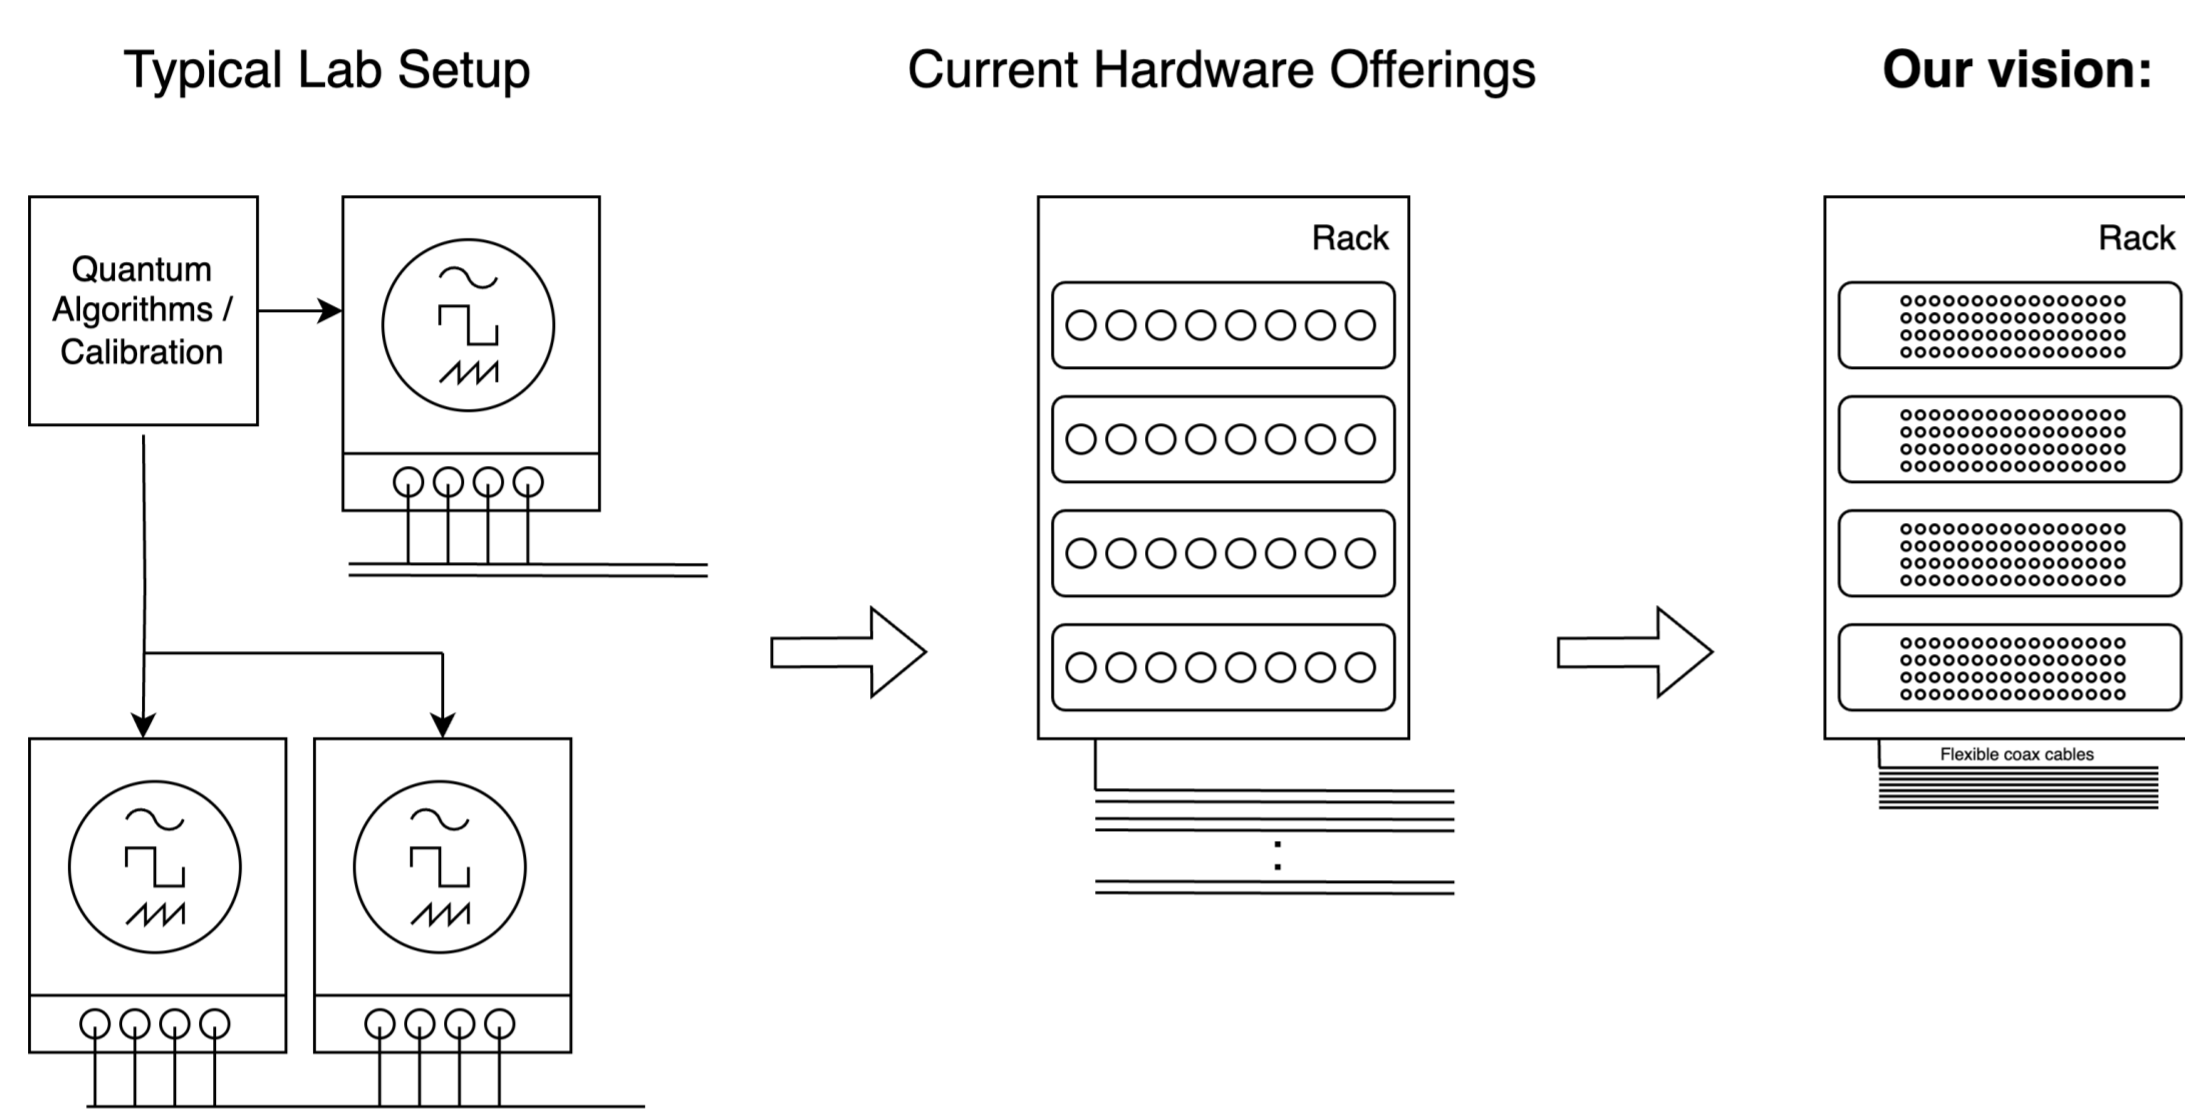 Typical Lab Setup
Current Hardware Offerings
Our vision:
Quantum
Algorithms /
Calibration
Rack
Rack
Flexible coax cables